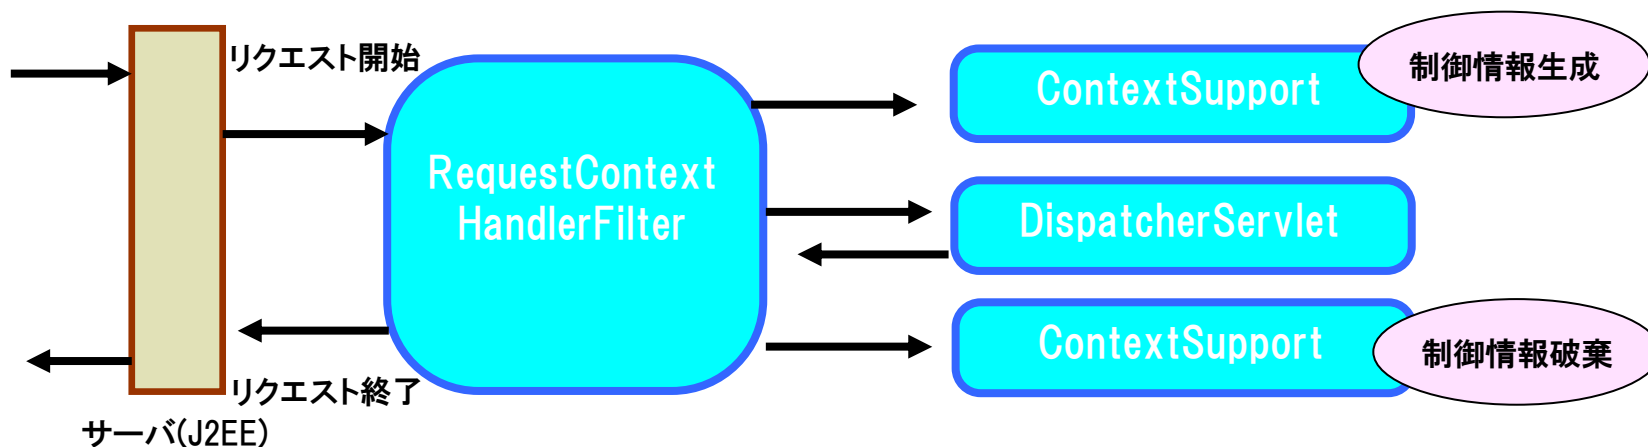 リクエスト開始
制御情報生成
ContextSupport
RequestContext
HandlerFilter
DispatcherServlet
ContextSupport
制御情報破棄
リクエスト終了
サーバ(J2EE)